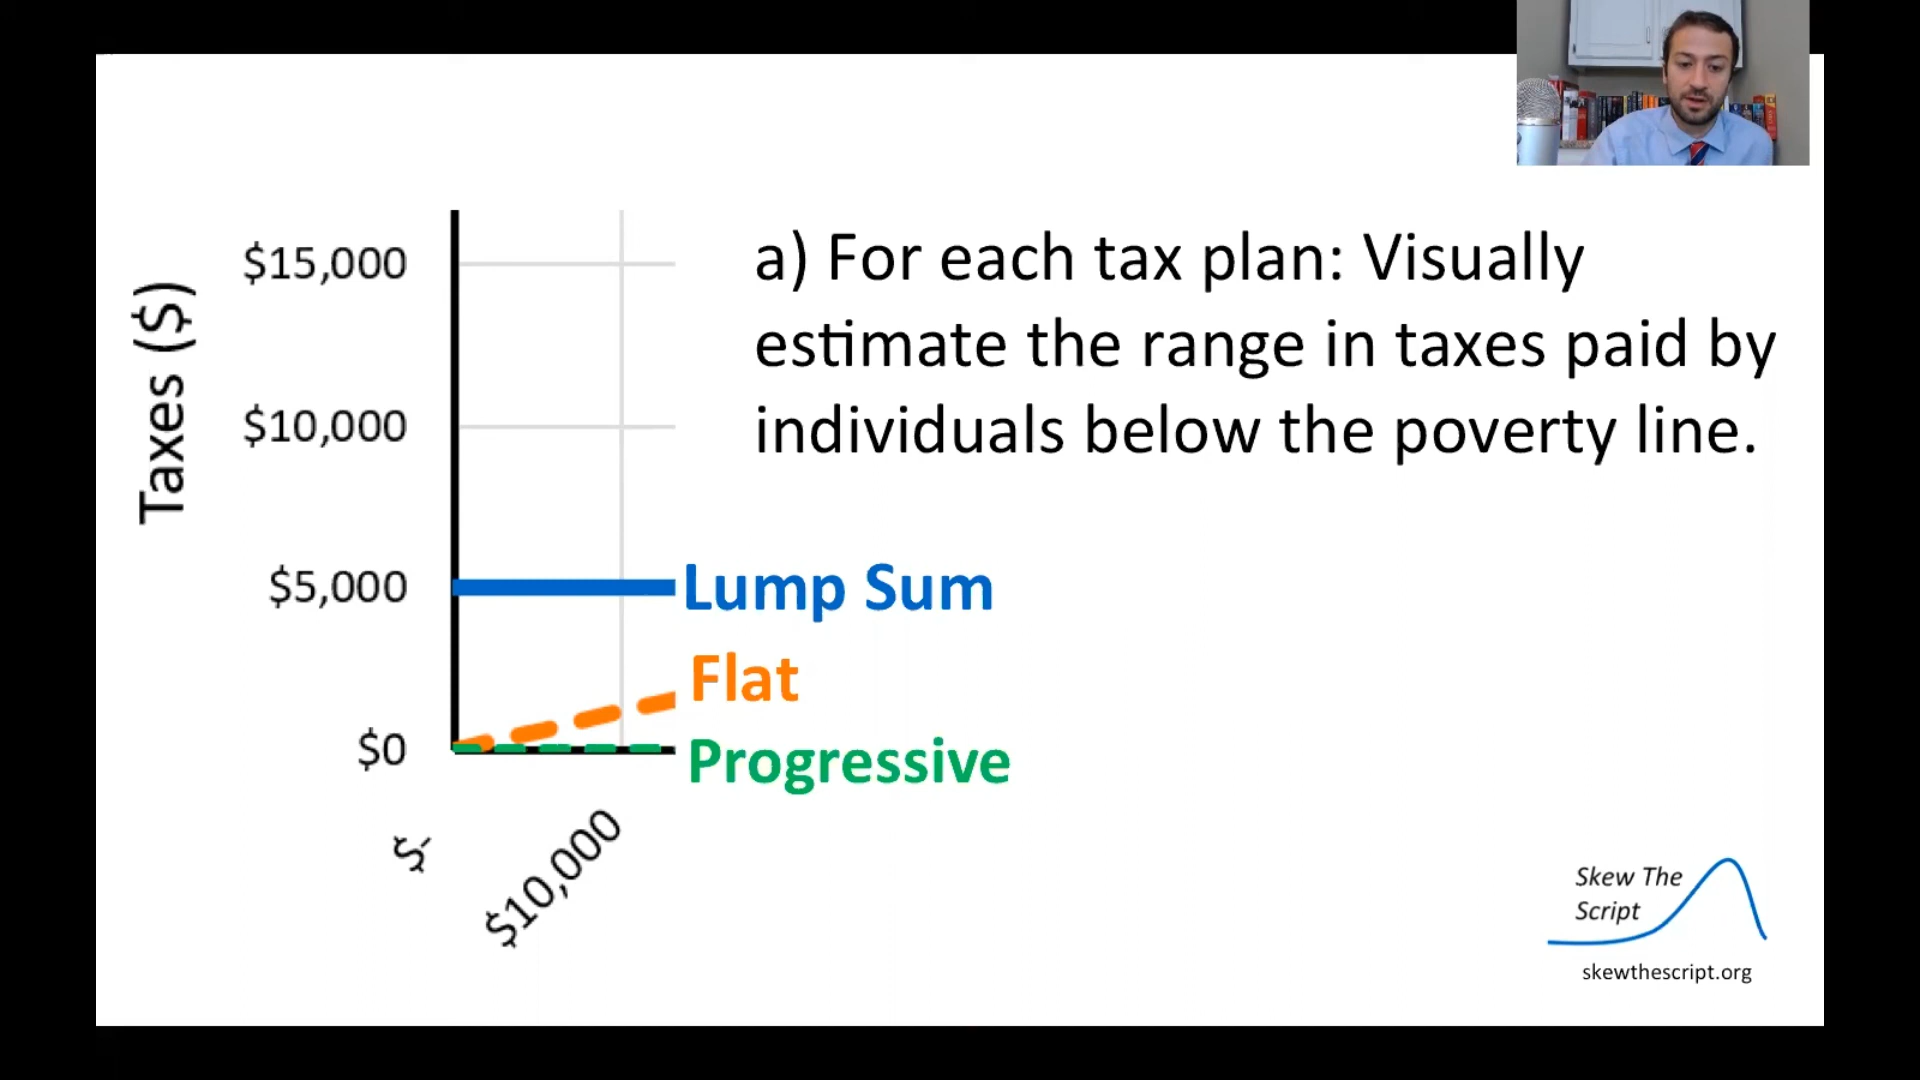 a) For each tax plan: Visually
estimate the range in taxes paid by
individuals below the poverty line.
Taxes ($)
$15,000
$10,000
$5,000
$0
Lump Sum
Flat
Progressive
$-
$10,000
Skew The
Script
skewthescript.org